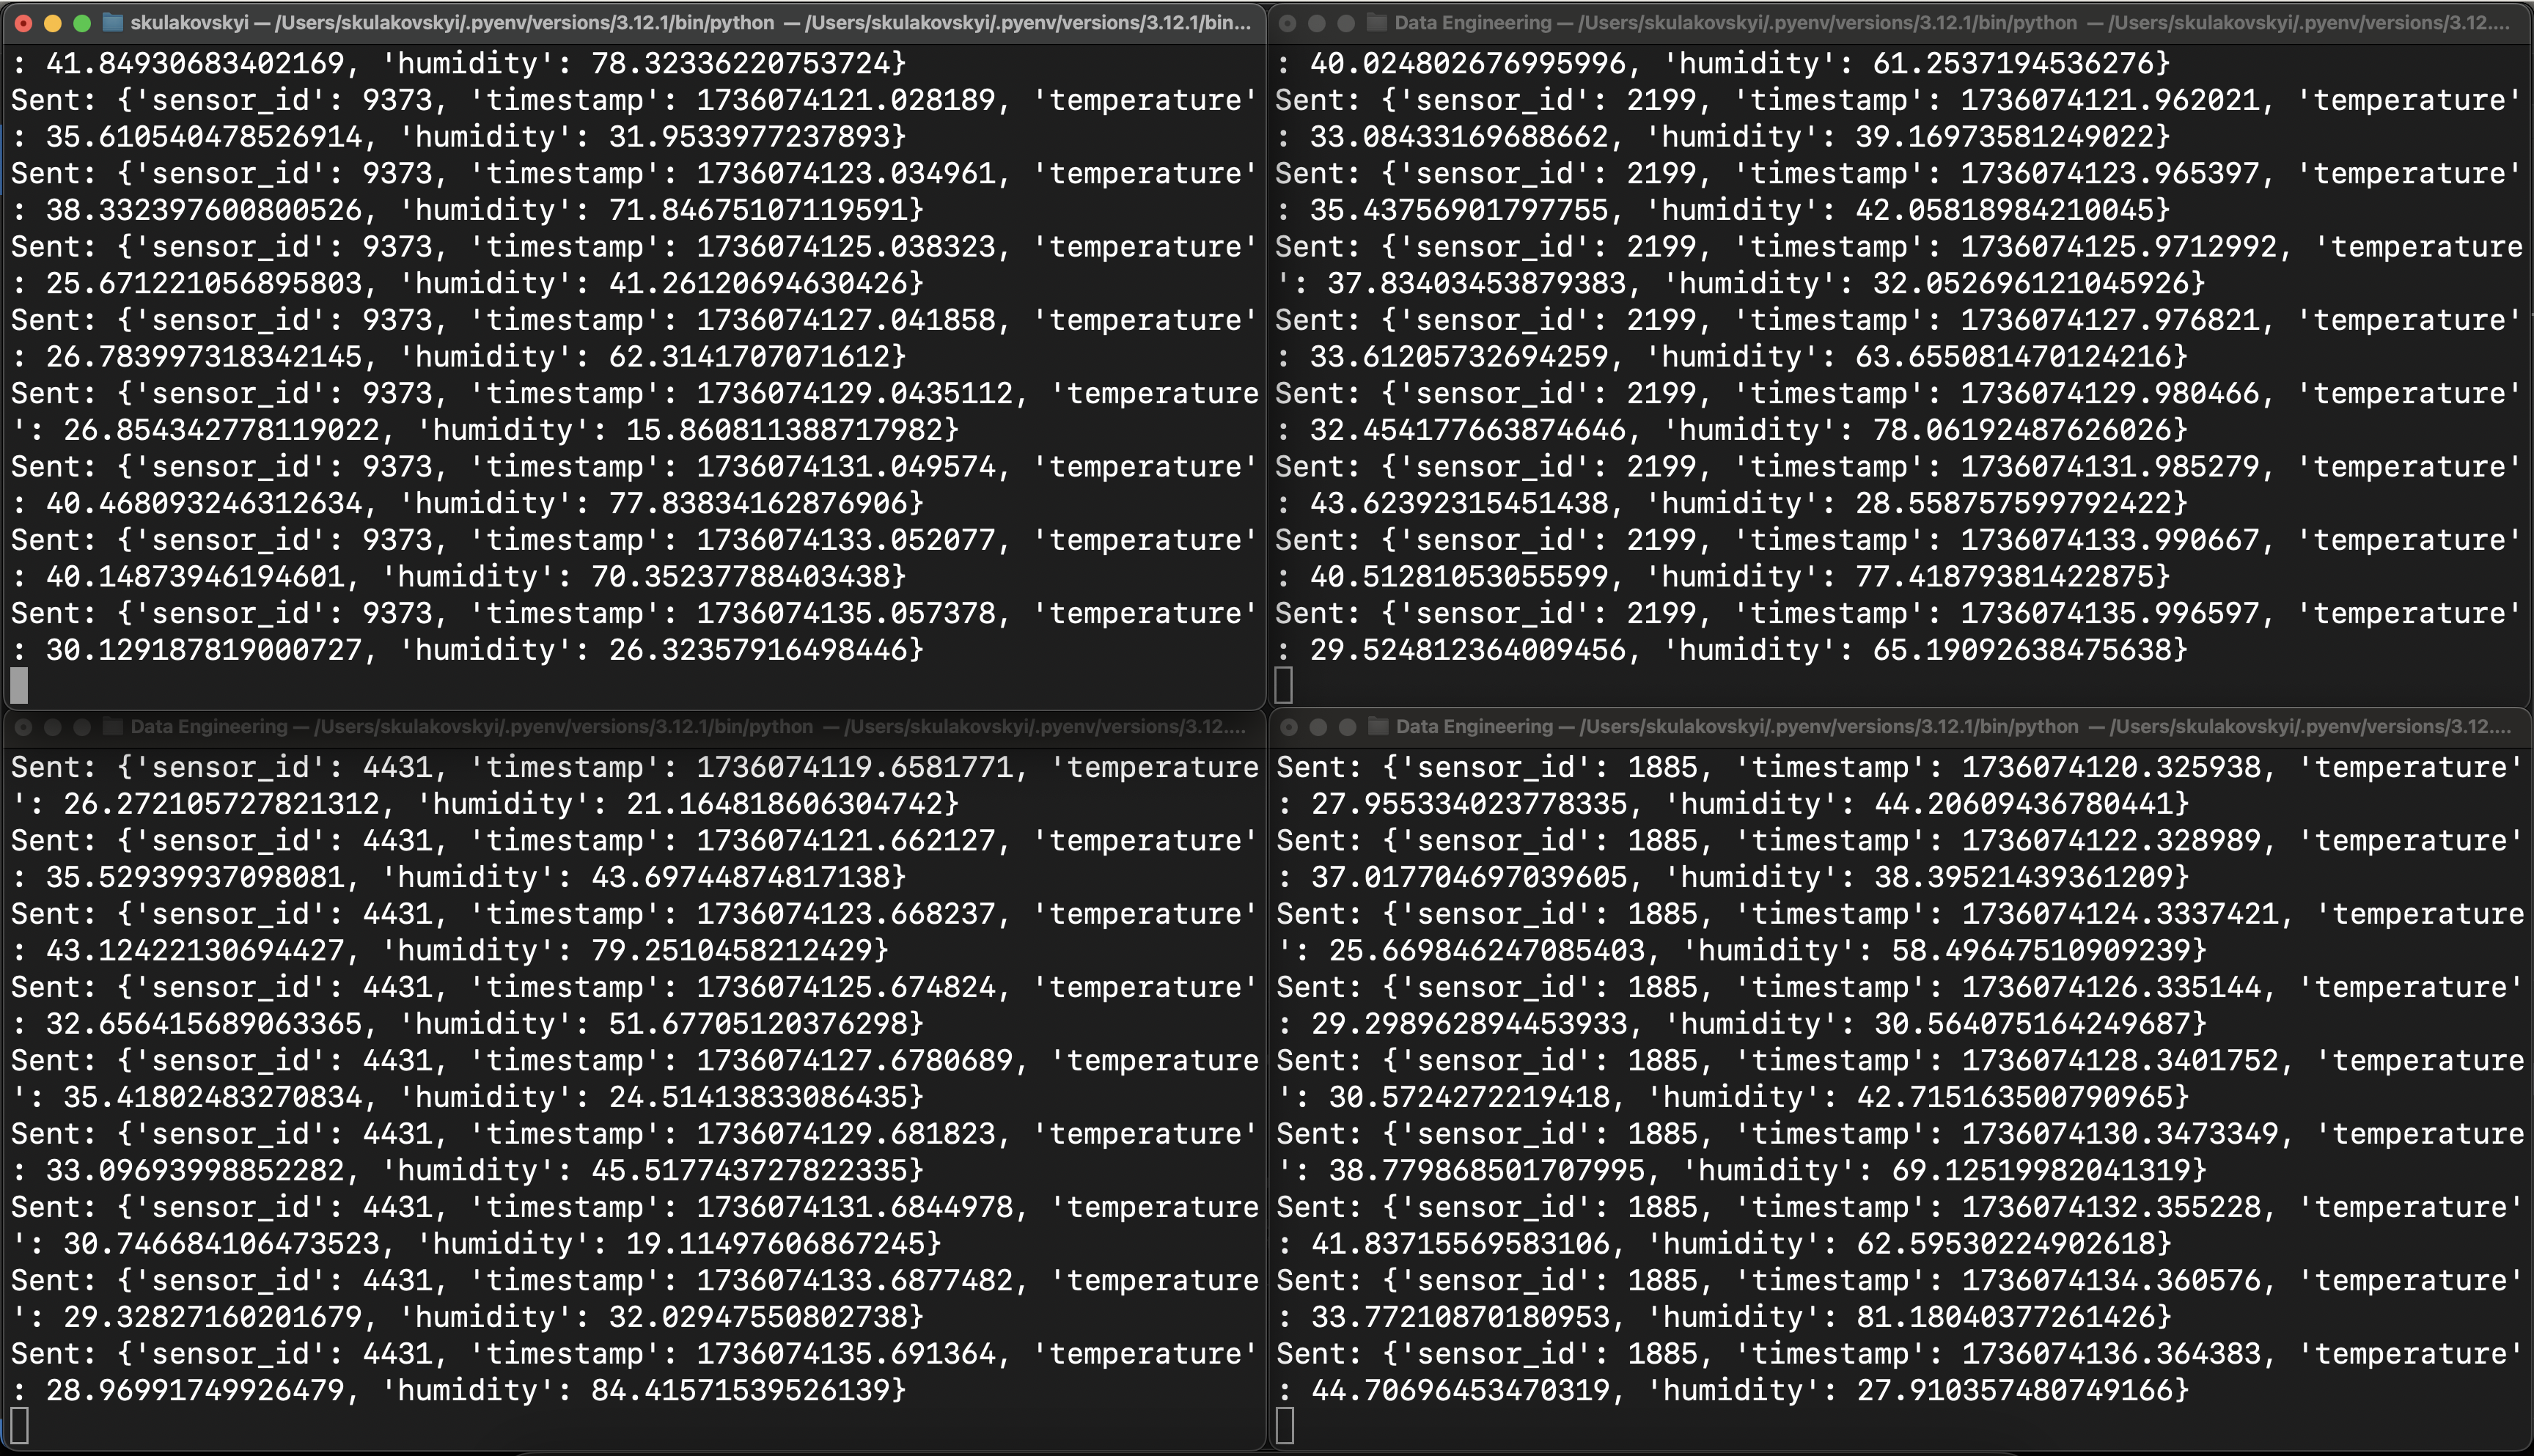 skulakovskyi — /Users/skulakovskyi/.pyenv/versions/3.12.1/bin/python — /Users/skulakovskyi/.pyenv/versions/3.12.1/bin...
: 41.84930683402169, 'humidity': 78.32336220753724}
Sent: {'sensor_id': 9373, 'timestamp': 1736074121.028189, 'temperature'
: 35.610540478526914, 'humidity': 31.9533977237893}
Sent: {'sensor_id': 9373, 'timestamp': 1736074123.034961, 'temperature'
: 38.332397600800526, 'humidity': 71.84675107119591}
Sent: {'sensor_id': 9373, 'timestamp': 1736074125.038323, 'temperature'
: 25.671221056895803, 'humidity': 41.26120694630426}
Sent: {'sensor_id': 9373, 'timestamp': 1736074127.041858, 'temperature'
: 26.783997318342145, 'humidity': 62.3141707071612}
Sent: {'sensor_id': 9373, 'timestamp': 1736074129.0435112, 'temperature
': 26.854342778119022, 'humidity': 15.860811388717982}
Sent: {'sensor_id': 9373, 'timestamp': 1736074131.049574, 'temperature'
: 40.468093246312634, 'humidity': 77.83834162876906}
Sent: {'sensor_id': 9373, 'timestamp': 1736074133.052077, 'temperature'
: 40.14873946194601, 'humidity': 70.35237788403438}
Sent: {'sensor_id': 9373, 'timestamp': 1736074135.057378, 'temperature'
: 30.129187819000727, 'humidity': 26.32357916498446}
Data Engineering — /Users/skulakovskyi/.pyenv/versions/3.12.1/bin/python — /Users/skulakovskyi/.pyenv/versions/3.12....
: 40.024802676995996, 'humidity': 61.2537194536276}
Sent: {'sensor_id': 2199, 'timestamp': 1736074121.962021, 'temperature'
: 33.08433169688662, 'humidity': 39.16973581249022}
Sent: {'sensor_id': 2199, 'timestamp': 1736074123.965397, 'temperature'
: 35.43756901797755, 'humidity': 42.05818984210045}
Sent: {'sensor_id': 2199, 'timestamp': 1736074125.9712992, 'temperature
': 37.83403453879383, 'humidity': 32.052696121045926}
Sent: {'sensor_id': 2199, 'timestamp': 1736074127.976821, 'temperature'
: 33.61205732694259, 'humidity': 63.655081470124216}
Sent: {'sensor_id': 2199, 'timestamp': 1736074129.980466, 'temperature'
: 32.454177663874646, 'humidity': 78.06192487626026}
Sent: {'sensor_id': 2199, 'timestamp': 1736074131.985279, 'temperature'
: 43.62392315451438, 'humidity': 28.558757599792422}
Sent: {'sensor_id': 2199, 'timestamp': 1736074133.990667, 'temperature'
: 40.51281053055599, 'humidity': 77.41879381422875}
Sent: {'sensor_id': 2199, 'timestamp': 1736074135.996597, 'temperature'
: 29.524812364009456, 'humidity': 65.19092638475638}
Data Engineering — /Users/skulakovskyi/.pyenv/versions/3.12.1/bin/python — /Users/skulakovskyi/.pyenv/versions/3.12....
Sent: {'sensor_id': 4431, 'timestamp': 1736074119.6581771, 'temperature
': 26.272105727821312, 'humidity': 21.164818606304742}
Sent: {'sensor_id': 4431, 'timestamp': 1736074121.662127, 'temperature'
: 35.52939937098081, 'humidity': 43.69744874817138}
Sent: {'sensor_id': 4431, 'timestamp': 1736074123.668237, 'temperature'
: 43.12422130694427, 'humidity': 79.2510458212429}
Sent: {'sensor_id': 4431, 'timestamp': 1736074125.674824, 'temperature'
: 32.656415689063365, 'humidity': 51.67705120376298}
Sent: {'sensor_id': 4431, 'timestamp': 1736074127.6780689, 'temperature
': 35.41802483270834, 'humidity': 24.51413833086435}
Sent: {'sensor_id': 4431, 'timestamp': 1736074129.681823, 'temperature'
: 33.09693998852282, 'humidity': 45.517743727822335}
Sent: {'sensor_id': 4431, 'timestamp': 1736074131.6844978, 'temperature
': 30.746684106473523, 'humidity': 19.11497606867245}
Sent: {'sensor_id': 4431, 'timestamp': 1736074133.6877482, 'temperature
': 29.32827160201679, 'humidity': 32.02947550802738}
Sent: {'sensor_id': 4431, 'timestamp': 1736074135.691364, 'temperature'
: 28.96991749926479, 'humidity': 84.41571539526139}
Data Engineering — /Users/skulakovskyi/.pyenv/versions/3.12.1/bin/python — /Users/skulakovskyi/.pyenv/versions/3.12....
Sent: {'sensor_id': 1885, 'timestamp': 1736074120.325938, 'temperature'
: 27.955334023778335, 'humidity': 44.20609436780441}
Sent: {'sensor_id': 1885, 'timestamp': 1736074122.328989, 'temperature'
: 37.017704697039605, 'humidity': 38.39521439361209}
Sent: {'sensor_id': 1885, 'timestamp': 1736074124.3337421, 'temperature
': 25.669846247085403, 'humidity': 58.49647510909239}
Sent: {'sensor_id': 1885, 'timestamp': 1736074126.335144, 'temperature'
: 29.298962894453933, 'humidity': 30.564075164249687}
Sent: {'sensor_id': 1885, 'timestamp': 1736074128.3401752, 'temperature
': 30.5724272219418, 'humidity': 42.715163500790965}
Sent: {'sensor_id': 1885, 'timestamp': 1736074130.3473349, 'temperature
': 38.779868501707995, 'humidity': 69.12519982041319}
Sent: {'sensor_id': 1885, 'timestamp': 1736074132.355228, 'temperature'
: 41.83715569583106, 'humidity': 62.59530224902618}
Sent: {'sensor_id': 1885, 'timestamp': 1736074134.360576, 'temperature'
: 33.77210870180953, 'humidity': 81.18040377261426}
Sent: {'sensor_id': 1885, 'timestamp': 1736074136.364383, 'temperature'
: 44.70696453470319, 'humidity': 27.910357480749166}